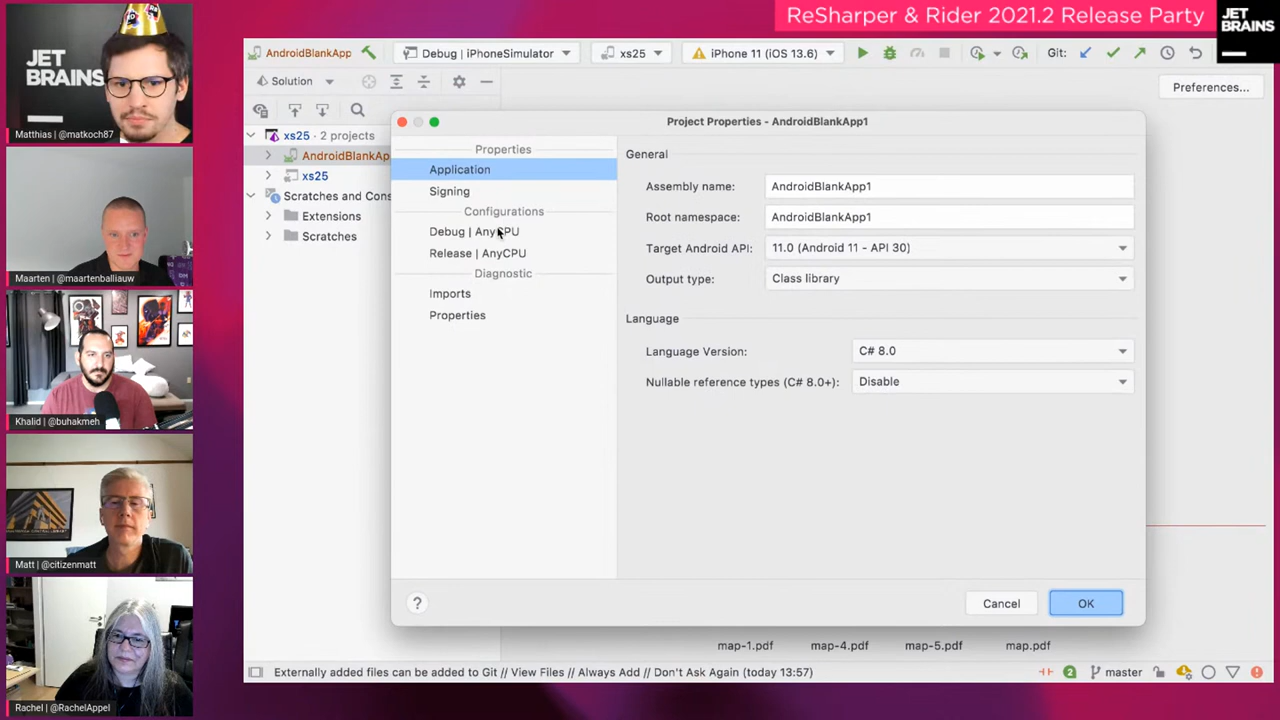 ReSharper & Rider 2021.2 Release Party
JET
BRAINS
JET
BRAINS
Matthias | @matkoch87
Maarten | @maartenballiauw
Khalid | @buhakmeh
Matt | @citizenmatt
Rachel | @RachelAppel
AndroidBlankApp
Debug | iPhoneSimulator
xs25
iPhone 11 (iOS 13.6)
Git:
Solution
Preferences...
xs25 · 2 projects
AndroidBlankAp
xs25
Scratches and Cons
Extensions
Scratches
Project Properties - AndroidBlankApp1
Properties
Application
Signing
Configurations
Debug | AnyCPU
Release | AnyCPU
Diagnostic
Imports
Properties
General
Assembly name:
AndroidBlankApp1
Root namespace:
AndroidBlankApp1
Target Android API:
11.0 (Android 11 - API 30)
Output type:
Class library
Language
Language Version:
C# 8.0
Nullable reference types (C# 8.0+):
Disable
?
Cancel
OK
map-1.pdf
map-4.pdf
map-5.pdf
map.pdf
Externally added files can be added to Git // View Files // Always Add // Don't Ask Again (today 13:57)
2
master